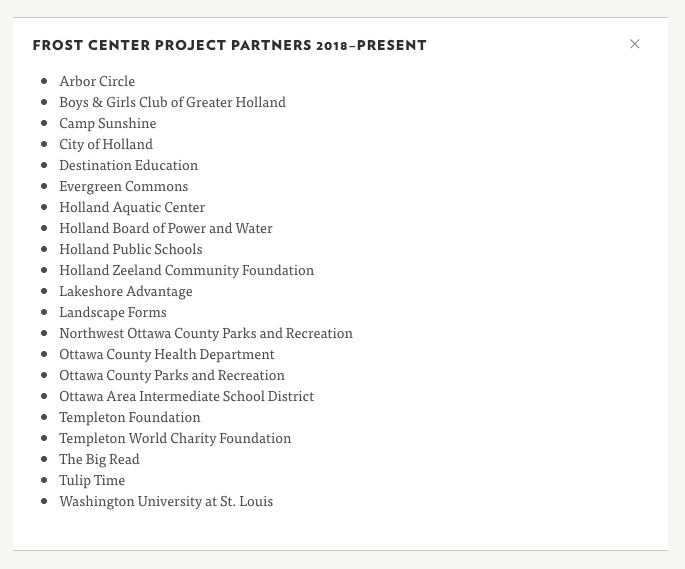 FROST CENTER PROJECT PARTNERS 2018–PRESENT
Arbor Circle
Boys & Girls Club of Greater Holland
Camp Sunshine
City of Holland
Destination Education
Evergreen Commons
Holland Aquatic Center
Holland Board of Power and Water
Holland Public Schools
Holland Zeeland Community Foundation
Lakeshore Advantage
Landscape Forms
Northwest Ottawa County Parks and Recreation
Ottawa County Health Department
Ottawa County Parks and Recreation
Ottawa Area Intermediate School District
Templeton Foundation
Templeton World Charity Foundation
The Big Read
Tulip Time
Washington University at St. Louis